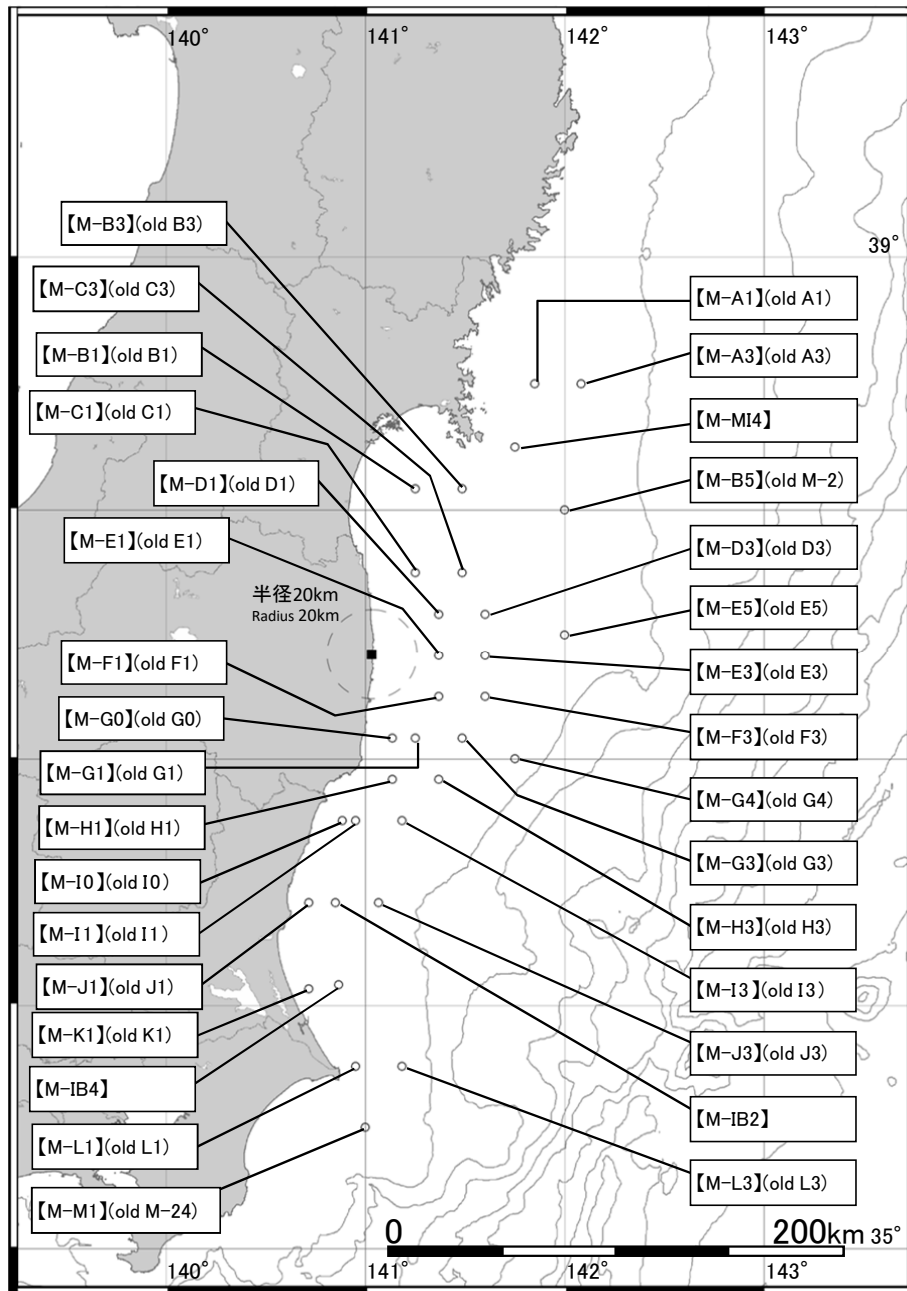 140°
141°
142°
143°
39°
【M-B3】(old B3)
【M-C3】(old C3)
【M-B1】(old B1)
【M-C1】(old C1)
【M-D1】(old D1)
【M-E1】(old E1)
半径20km
Radius 20km
【M-F1】(old F1)
【M-G0】(old G0)
【M-G1】(old G1)
【M-H1】(old H1)
【M-I0】(old I0)
【M-I1】(old I1)
【M-J1】(old J1)
【M-K1】(old K1)
【M-IB4】
【M-L1】(old L1)
【M-M1】(old M-24)
【M-A1】(old A1)
【M-A3】(old A3)
【M-MI4】
【M-B5】(old M-2)
【M-D3】(old D3)
【M-E5】(old E5)
【M-E3】(old E3)
【M-F3】(old F3)
【M-G4】(old G4)
【M-G3】(old G3)
【M-H3】(old H3)
【M-I3】(old I3)
【M-J3】(old J3)
【M-IB2】
【M-L3】(old L3)
0
200km
35°
140°
141°
142°
143°